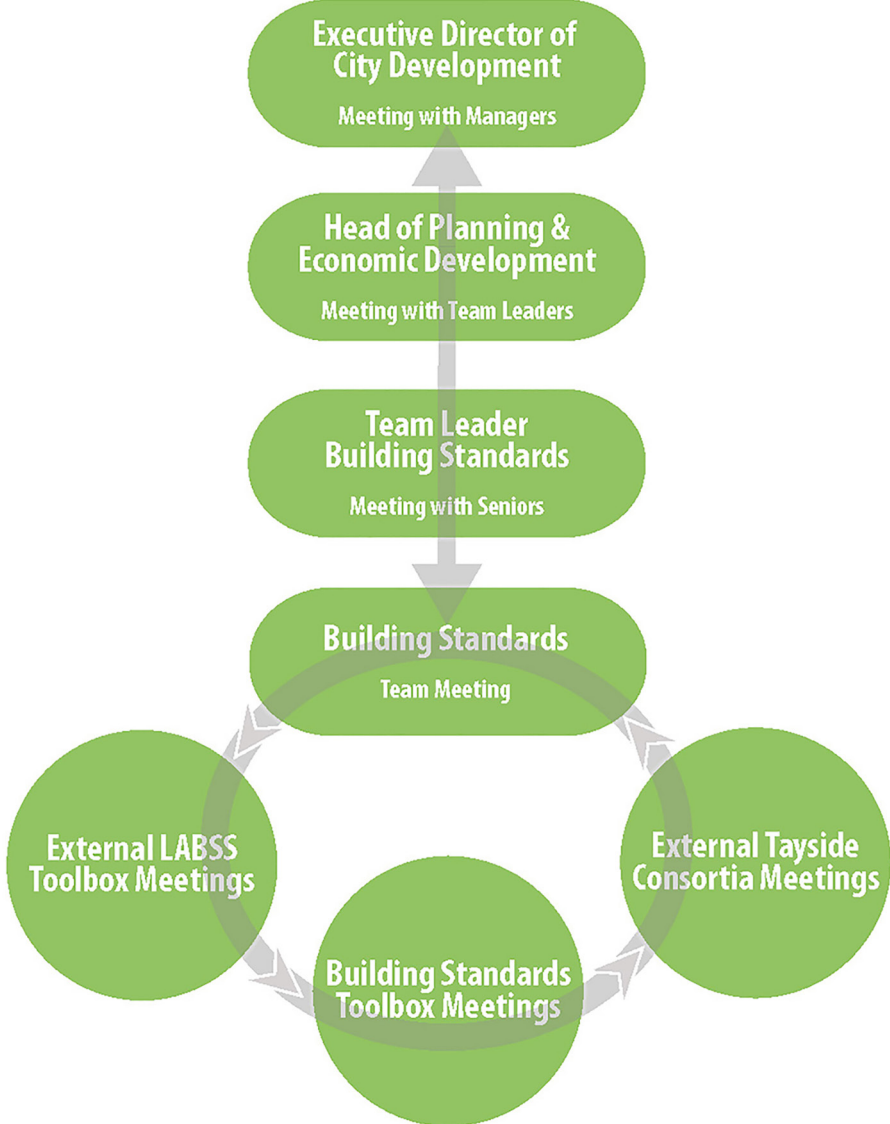 Executive Director of
City Development
Meeting with Managers
Head of Planning &
Economic Development
Meeting with Team Leaders
Team Leader
Building Standards
Meeting with Seniors
Building Standards
Team Meeting
External LABSS
Toolbox Meetings
Building Standards
Toolbox Meetings
External Tayside
Consortia Meetings